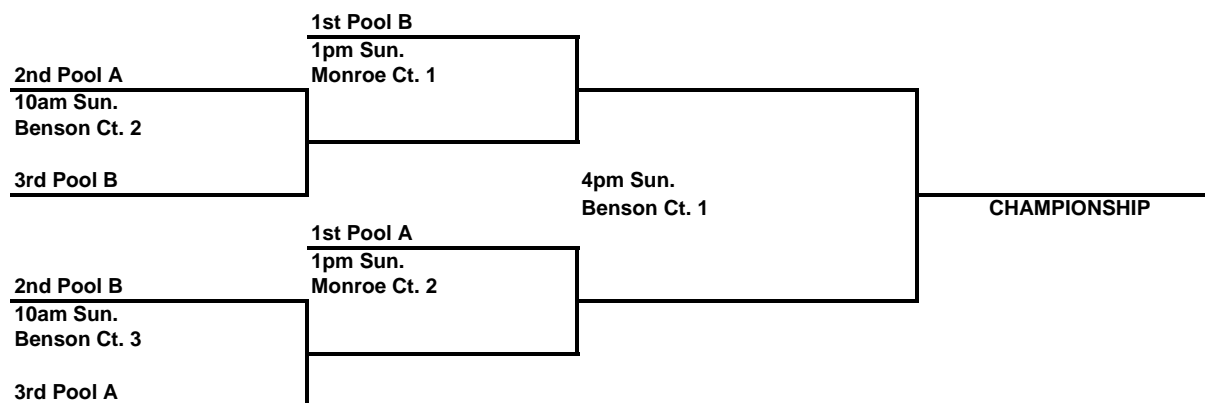 1st Pool B
1pm Sun.
Monroe Ct. 1
2nd Pool A
10am Sun.
Benson Ct. 2
3rd Pool B
4pm Sun.
Benson Ct. 1
CHAMPIONSHIP
1st Pool A
1pm Sun.
Monroe Ct. 2
2nd Pool B
10am Sun.
Benson Ct. 3
3rd Pool A